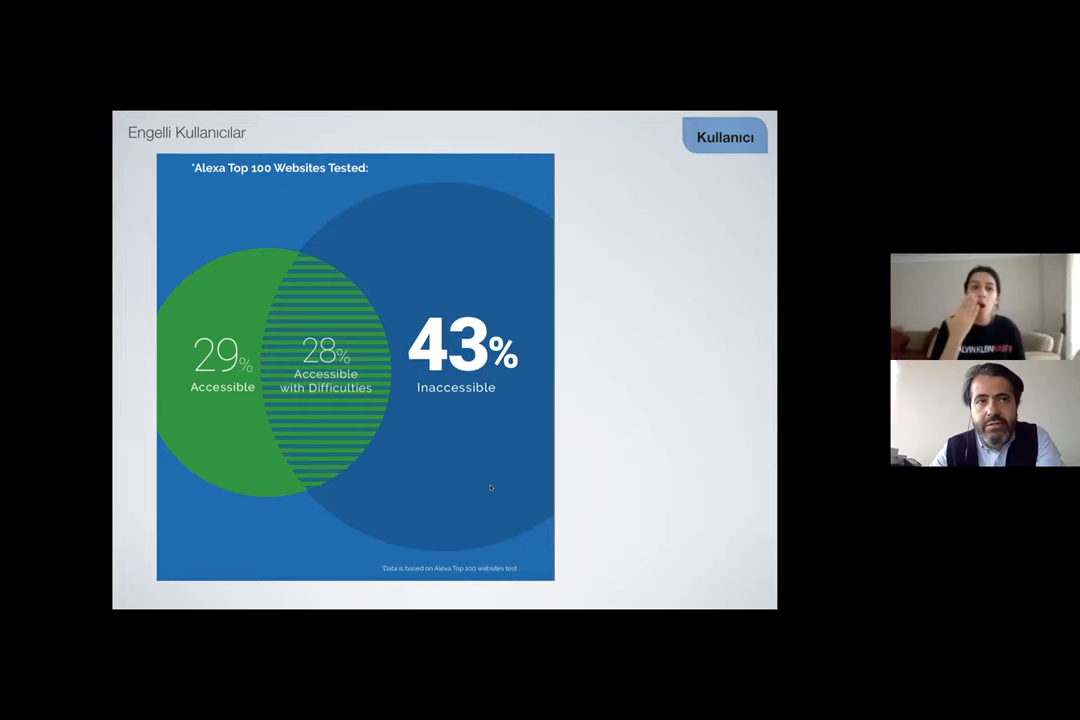 Engelli Kullanıcılar
Kullanıcı
*Alexa Top 100 Websites Tested:
29%
Accessible
28%
Accessible
with Difficulties
43%
Inaccessible
*Data is based on Alexa Top 100 websites test